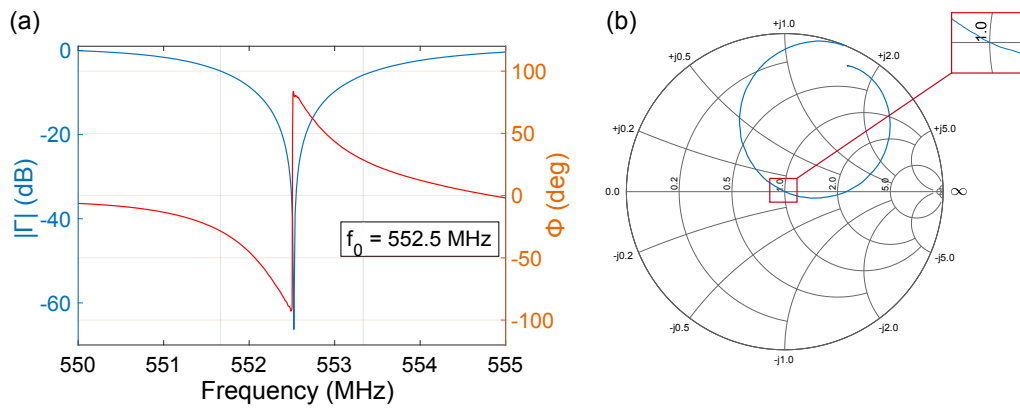 (a)
0
-20
-40
-60
|Γ| (dB)
100
50
0
-50
-100
Φ (deg)
f0 = 552.5 MHz
550 551 552 553 554 555
Frequency (MHz)
(b)
1.0
+j1.0
+j0.5 +j2.0
+j0.2 +j5.0
0.0 0.2 0.5 1.0 2.0 5.0 ∞
-j0.2 -j5.0
-j0.5 -j2.0
-j1.0